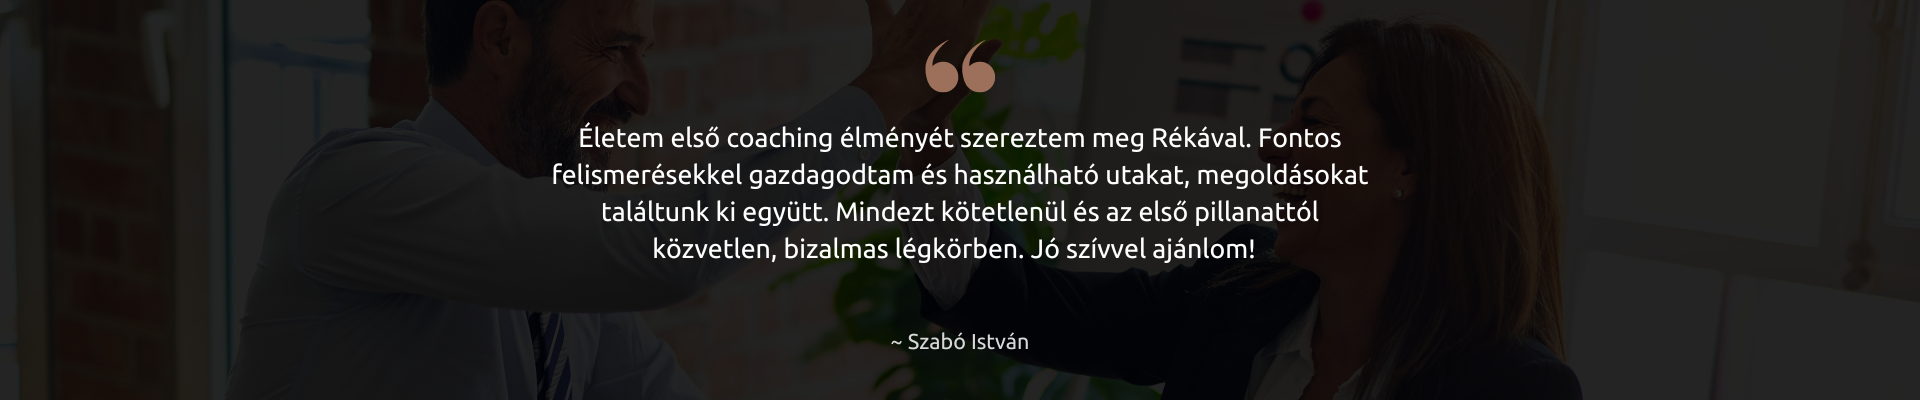 Életem első coaching élményét szereztem meg Rékával. Fontos
felismerésekkel gazdagodtam és használható utakat, megoldásokat
találtunk ki együtt. Mindezt kötetlenül és az első pillanattól
közvetlen, bizalmas légkörben. Jó szívvel ajánlom!
~ Szabó István